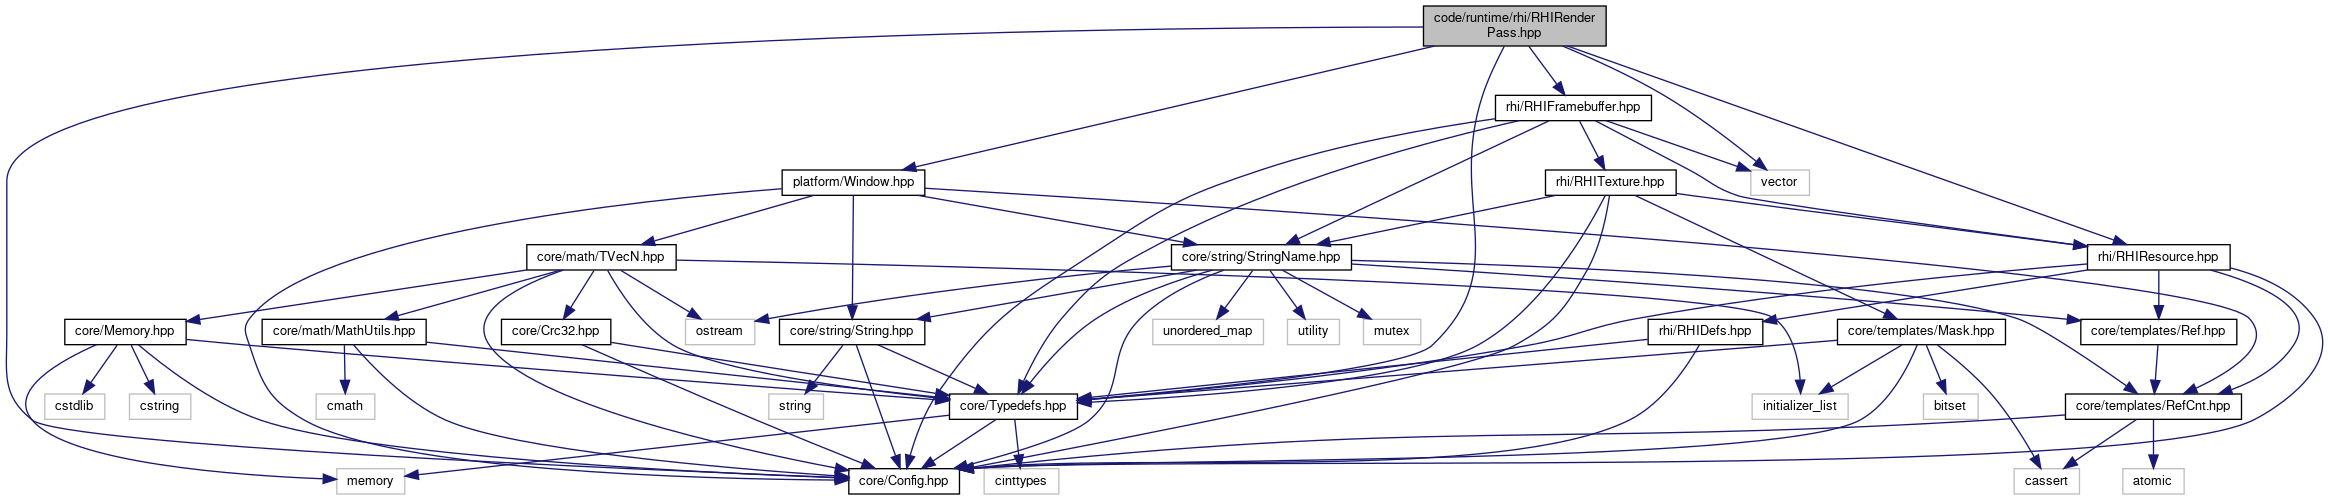 code/runtime/rhi/RHIRender
Pass.hpp
rhi/RHIFramebuffer.hpp
platform/Window.hpp
rhi/RHITexture.hpp
vector
core/math/TVecN.hpp
core/string/StringName.hpp
rhi/RHIResource.hpp
core/Memory.hpp
core/math/MathUtils.hpp
core/Crc32.hpp
ostream
core/string/String.hpp
unordered_map
utility
mutex
rhi/RHIDefs.hpp
core/templates/Mask.hpp
core/templates/Ref.hpp
cstdlib
cstring
cmath
string
core/Typedefs.hpp
initializer_list
bitset
core/templates/RefCnt.hpp
memory
core/Config.hpp
cinttypes
cassert
atomic